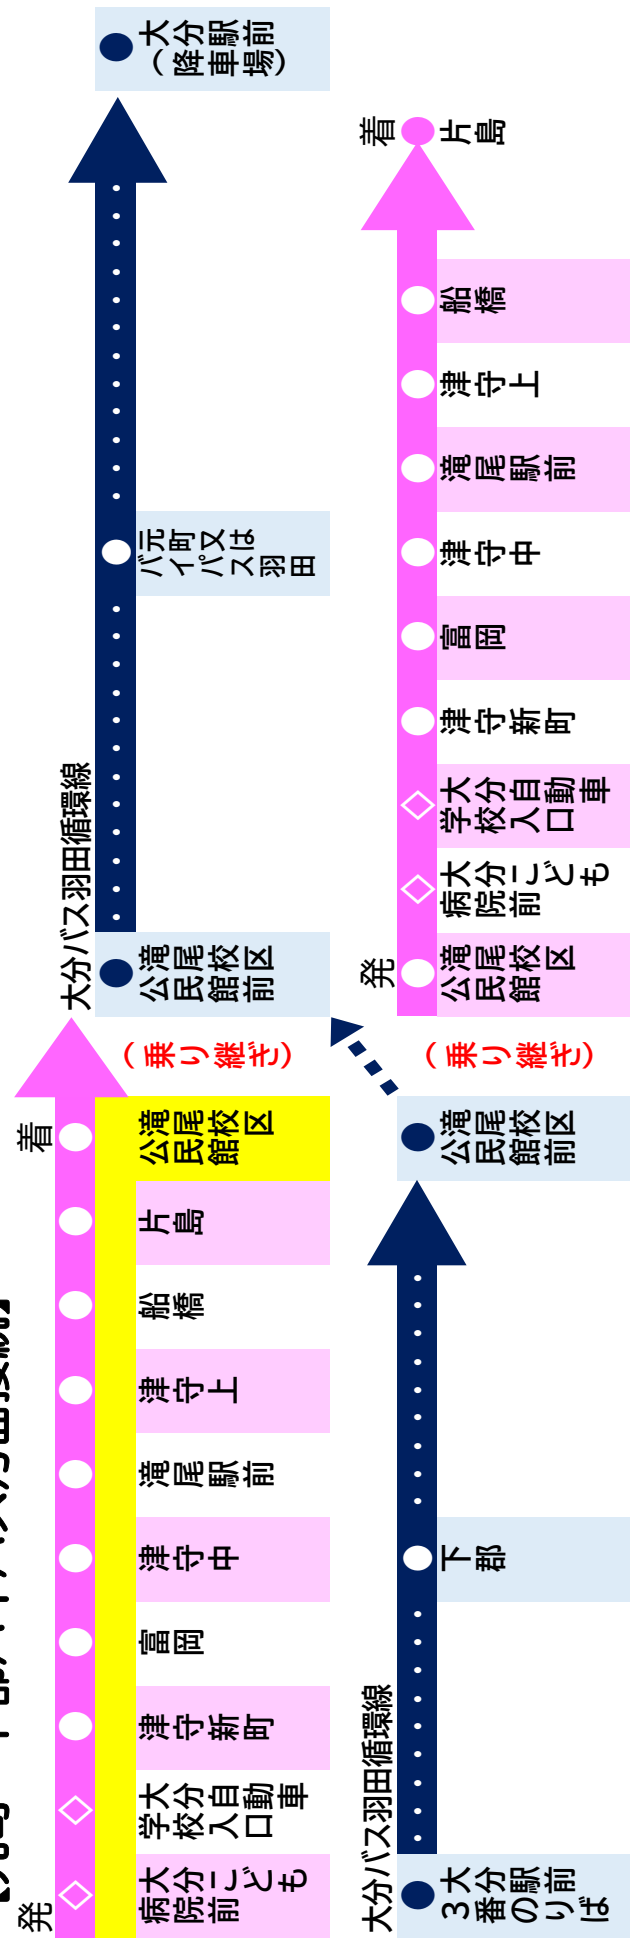 発
着
大分こども
病院前
大分自動車
学校入口
津守新町
富岡
津守中
滝尾駅前
津守上
船橋
片島
滝尾校区
公民館
(乗り継ぎ)
大分バス羽田循環線
滝尾校区
公民館前
元町又は
バイパス羽田
大分駅前
(降車場)
大分バス羽田循環線
大分駅前
3番のりば
下郡
滝尾校区
公民館前
(乗り継ぎ)
発
着
滝尾校区
公民館
大分こども
病院前
大分自動車
学校入口
津守新町
富岡
津守中
滝尾駅前
津守上
船橋
片島